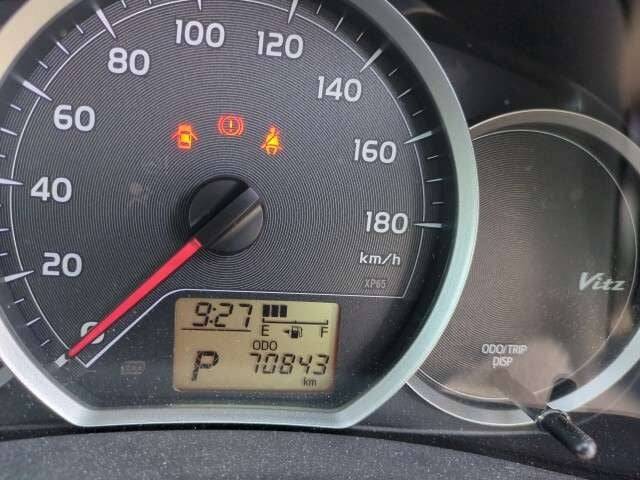 100
120
80
140
60
160
40
180
km/h
20
XP65
0
9:27
E F
ODO
P 70843
km
Vitz
ODO/TRIP
DISP